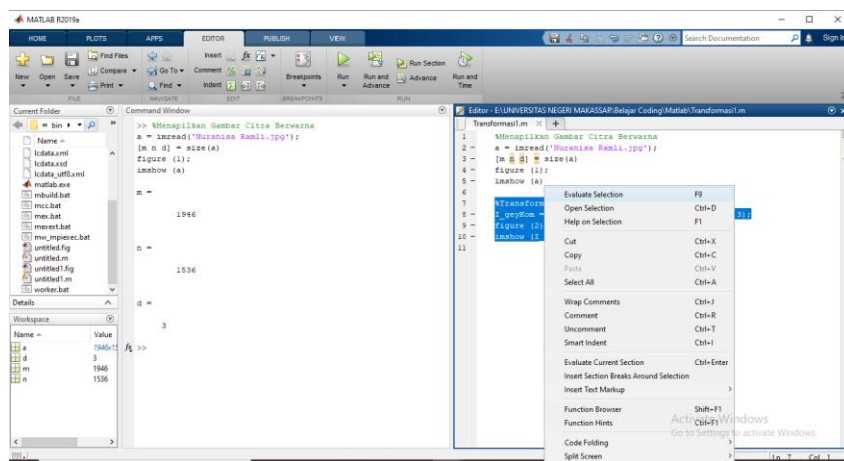 MATLAB R2019a
HOME PLOTS APPS EDITOR PUBLISH VIEW
Search Documentation
Sign In
New Open Save
Find Files
Compare
Print
Go To
Find
Insert
Comment
Indent
Breakpoints
Run
Run and Advance
Run Section
Advance
Run and Time
FILE NAVIGATE EDIT BREAKPOINTS RUN
Current Folder
« bin
Name
lcdata.xml
lcdata.xsd
lcdata_utf8.xml
matlab.exe
mbuild.bat
mcc.bat
mex.bat
mexext.bat
mw_mpiexec.bat
untitled.fig
untitled.m
untitled1.fig
untitled1.m
worker.bat
Details
Workspace
Name Value
a 1946x15
d 3
m 1946
n 1536
Command Window
>> %Menapilkan Gambar Citra Berwarna
a = imread('Nuranisa Ramli.jpg');
[m n d] = size(a)
figure (1);
imshow (a)
m =
1946
n =
1536
d =
3
fx >>
Editor - E:\UNIVERSITAS NEGERI MAKASSAR\Belajar Coding\Matlab\Transformasi1.m
Transformasi1.m
1 %Menapilkan Gambar Citra Berwarna
2 - a = imread('Nuranisa Ramli.jpg');
3 - [m n d] = size(a)
4 - figure (1);
5 - imshow (a)
6
7 %Transform
8 - I_geyKom = 3);
9 - figure (2)
10 - imshow (I
11
Evaluate Selection F9
Open Selection Ctrl+D
Help on Selection F1
Cut Ctrl+X
Copy Ctrl+C
Paste Ctrl+V
Select All Ctrl+A
Wrap Comments Ctrl+J
Comment Ctrl+R
Uncomment Ctrl+T
Smart Indent Ctrl+I
Evaluate Current Section Ctrl+Enter
Insert Section Breaks Around Selection
Insert Text Markup
Function Browser Shift+F1
Function Hints Ctrl+F1
Code Folding
Split Screen
Activate Windows
Go to Settings to activate Windows.
Ln 7 Col 1